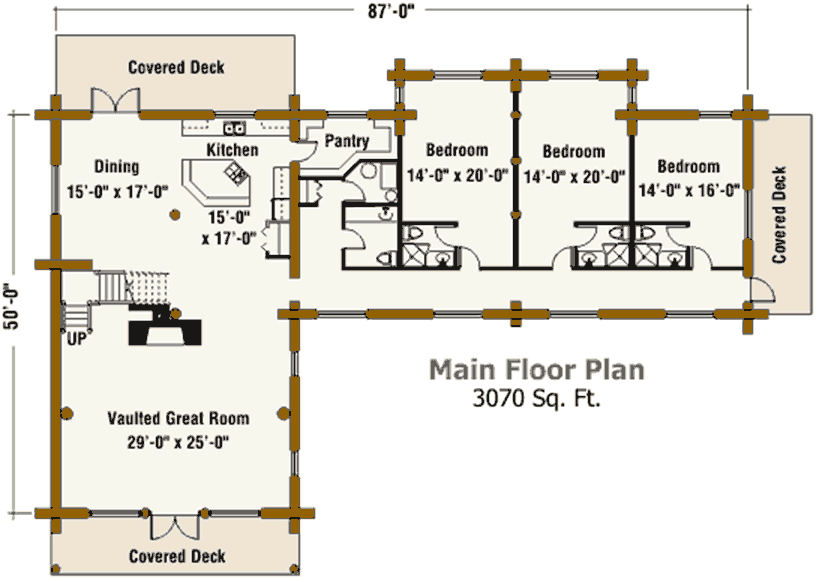 87'-0"
Covered Deck
Kitchen
Pantry
Dining
15'-0" x 17'-0"
15'-0"
x 17'-0"
Bedroom
14'-0" x 20'-0"
Bedroom
14'-0" x 20'-0"
Bedroom
14'-0" x 16'-0"
Covered Deck
50'-0"
UP
Main Floor Plan
3070 Sq. Ft.
Vaulted Great Room
29'-0" x 25'-0"
Covered Deck